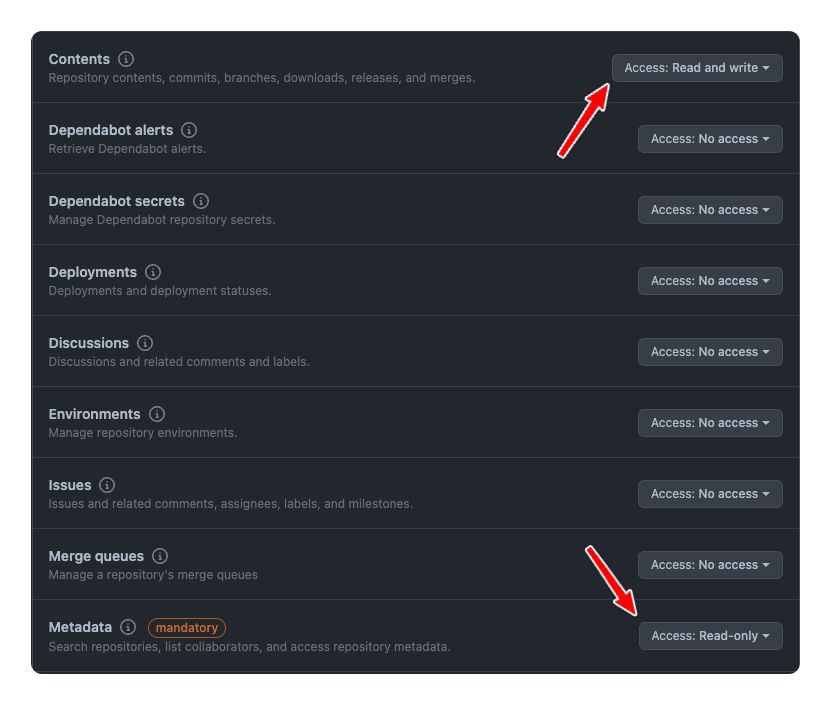 Contents
Access: Read and write
Repository contents, commits, branches, downloads, releases, and merges.
Dependabot alerts
Access: No access
Retrieve Dependabot alerts.
Dependabot secrets
Access: No access
Manage Dependabot repository secrets.
Deployments
Access: No access
Deployments and deployment statuses.
Discussions
Access: No access
Discussions and related comments and labels.
Environments
Access: No access
Manage repository environments.
Issues
Access: No access
Issues and related comments, assignees, labels, and milestones.
Merge queues
Access: No access
Manage a repository's merge queues
Metadata mandatory
Access: Read-only
Search repositories, list collaborators, and access repository metadata.